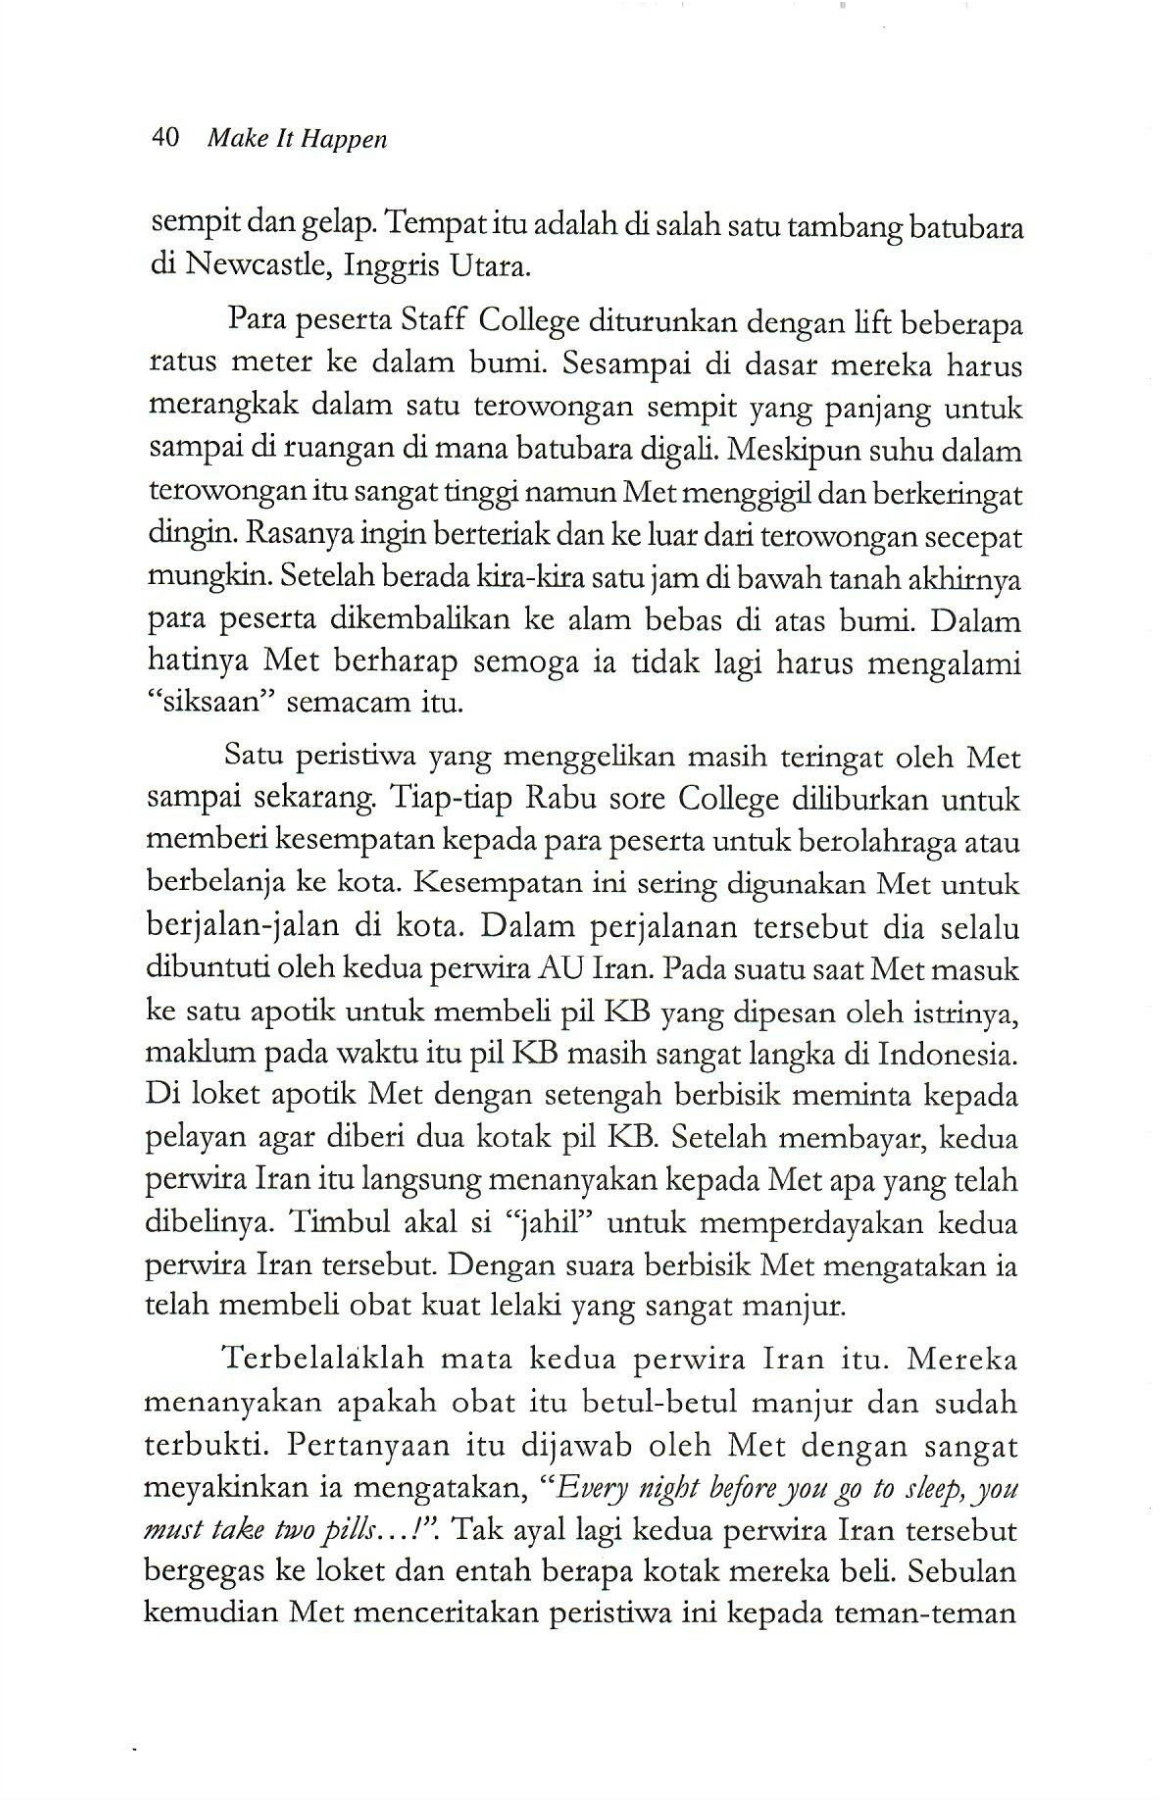 40 Make It Happen
sempit dan gelap. Tempat itu adalah di salah satu tambang batubara
di Newcastle, Inggris Utara.
Para peserta Staff College diturunkan dengan lift beberapa
ratus meter ke dalam bumi. Sesampai di dasar mereka harus
merangkak dalam satu terowongan sempit yang panjang untuk
sampai di ruangan di mana batubara digali. Meskipun suhu dalam
terowongan itu sangat tinggi namun Met menggigil dan berkeringat
dingin. Rasanya ingin berteriak dan ke luar dari terowongan secepat
mungkin. Setelah berada kira-kira satu jam di bawah tanah akhirnya
para peserta dikembalikan ke alam bebas di atas bumi. Dalam
hatinya Met berharap semoga ia tidak lagi harus mengalami
“siksaan” semacam itu.
Satu peristiwa yang menggelikan masih teringat oleh Met
sampai sekarang. Tiap-tiap Rabu sore College diliburkan untuk
memberi kesempatan kepada para peserta untuk berolahraga atau
berbelanja ke kota. Kesempatan ini sering digunakan Met untuk
berjalan-jalan di kota. Dalam perjalanan tersebut dia selalu
dibuntuti oleh kedua perwira AU Iran. Pada suatu saat Met masuk
ke satu apotik untuk membeli pil KB yang dipesan oleh istrinya,
maklum pada waktu itu pil KB masih sangat langka di Indonesia.
Di loket apotik Met dengan setengah berbisik meminta kepada
pelayan agar diberi dua kotak pil KB. Setelah membayar, kedua
perwira Iran itu langsung menanyakan kepada Met apa yang telah
dibelinya. Timbul akal si “jahil” untuk memperdayakan kedua
perwira Iran tersebut. Dengan suara berbisik Met mengatakan ia
telah membeli obat kuat lelaki yang sangat manjur.
Terbelalaklah mata kedua perwira Iran itu. Mereka
menanyakan apakah obat itu betul-betul manjur dan sudah
terbukti. Pertanyaan itu dijawab oleh Met dengan sangat
meyakinkan ia mengatakan, “Every night before you go to sleep, you
must take two pills...!”. Tak ayal lagi kedua perwira Iran tersebut
bergegas ke loket dan entah berapa kotak mereka beli. Sebulan
kemudian Met menceritakan peristiwa ini kepada teman-teman